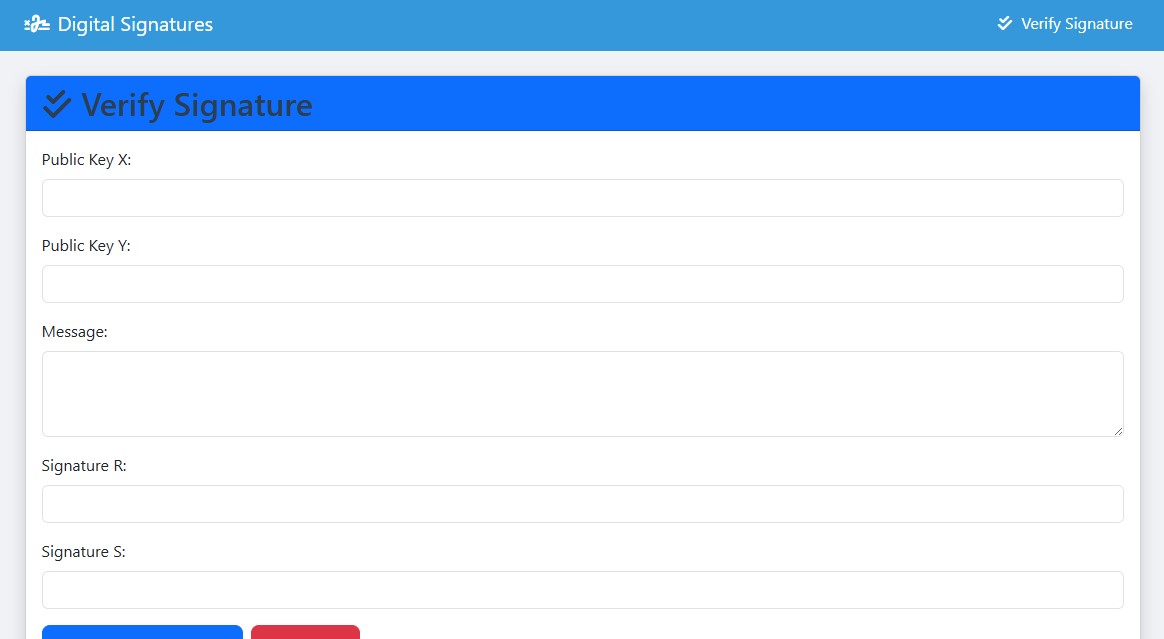 Digital Signatures
Verify Signature
Verify Signature
Public Key X:
Public Key Y:
Message:
Signature R:
Signature S: